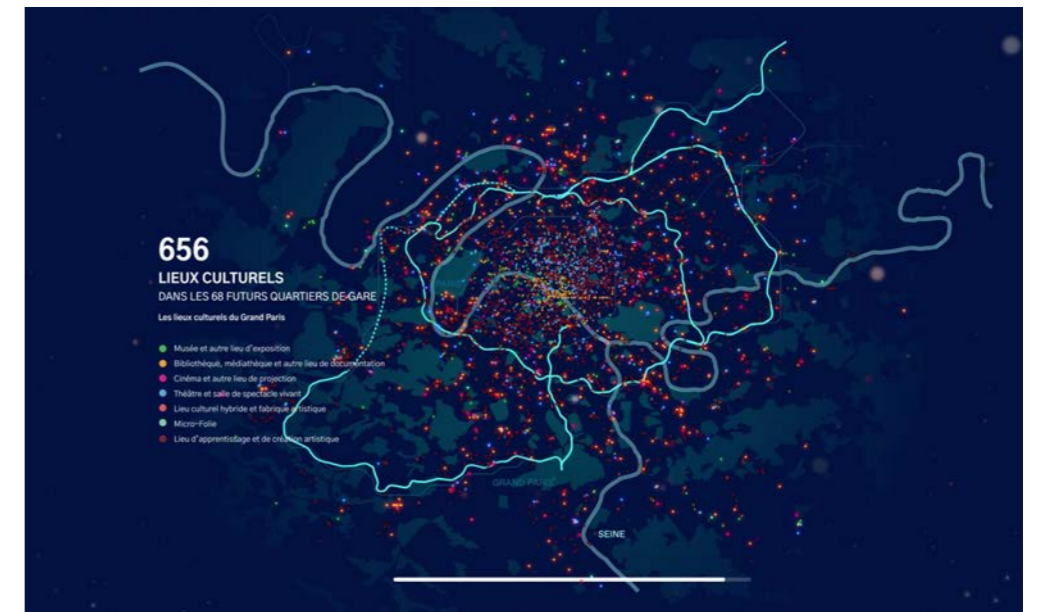 656
LIEUX CULTURELS
DANS LES 68 FUTURS QUARTIERS DE GARE
Les lieux culturels du Grand Paris
Musée et autre lieu d'exposition
Bibliothèque, médiathèque et autre lieu de documentation
Cinéma et autre lieu de projection
Théâtre et salle de spectacle vivant
Lieu culturel hybride et fabrique artistique
Micro-Folie
Lieu d'apprentissage et de création artistique
GRAND PARIS
SEINE